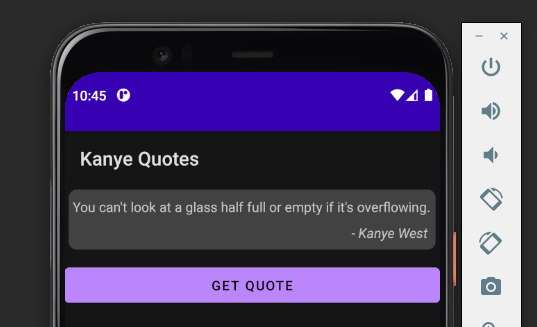 10:45
Kanye Quotes
You can't look at a glass half full or empty if it's overflowing.
- Kanye West
GET QUOTE